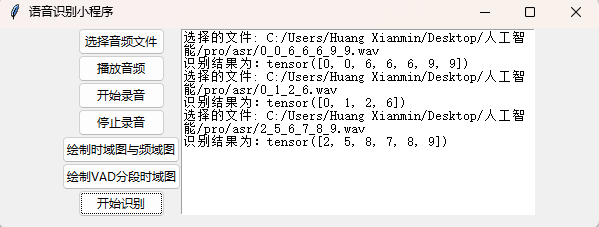 语音识别小程序
选择音频文件
播放音频
开始录音
停止录音
绘制时域图与频域图
绘制VAD分段时域图
开始识别
选择的文件: C:/Users/Huang Xianmin/Desktop/人工智
能/pro/asr/0_0_6_6_6_9_9.wav
识别结果为: tensor([0, 0, 6, 6, 6, 9, 9])
选择的文件: C:/Users/Huang Xianmin/Desktop/人工智
能/pro/asr/0_1_2_6.wav
识别结果为: tensor([0, 1, 2, 6])
选择的文件: C:/Users/Huang Xianmin/Desktop/人工智
能/pro/asr/2_5_6_7_8_9.wav
识别结果为: tensor([2, 5, 8, 7, 8, 9])